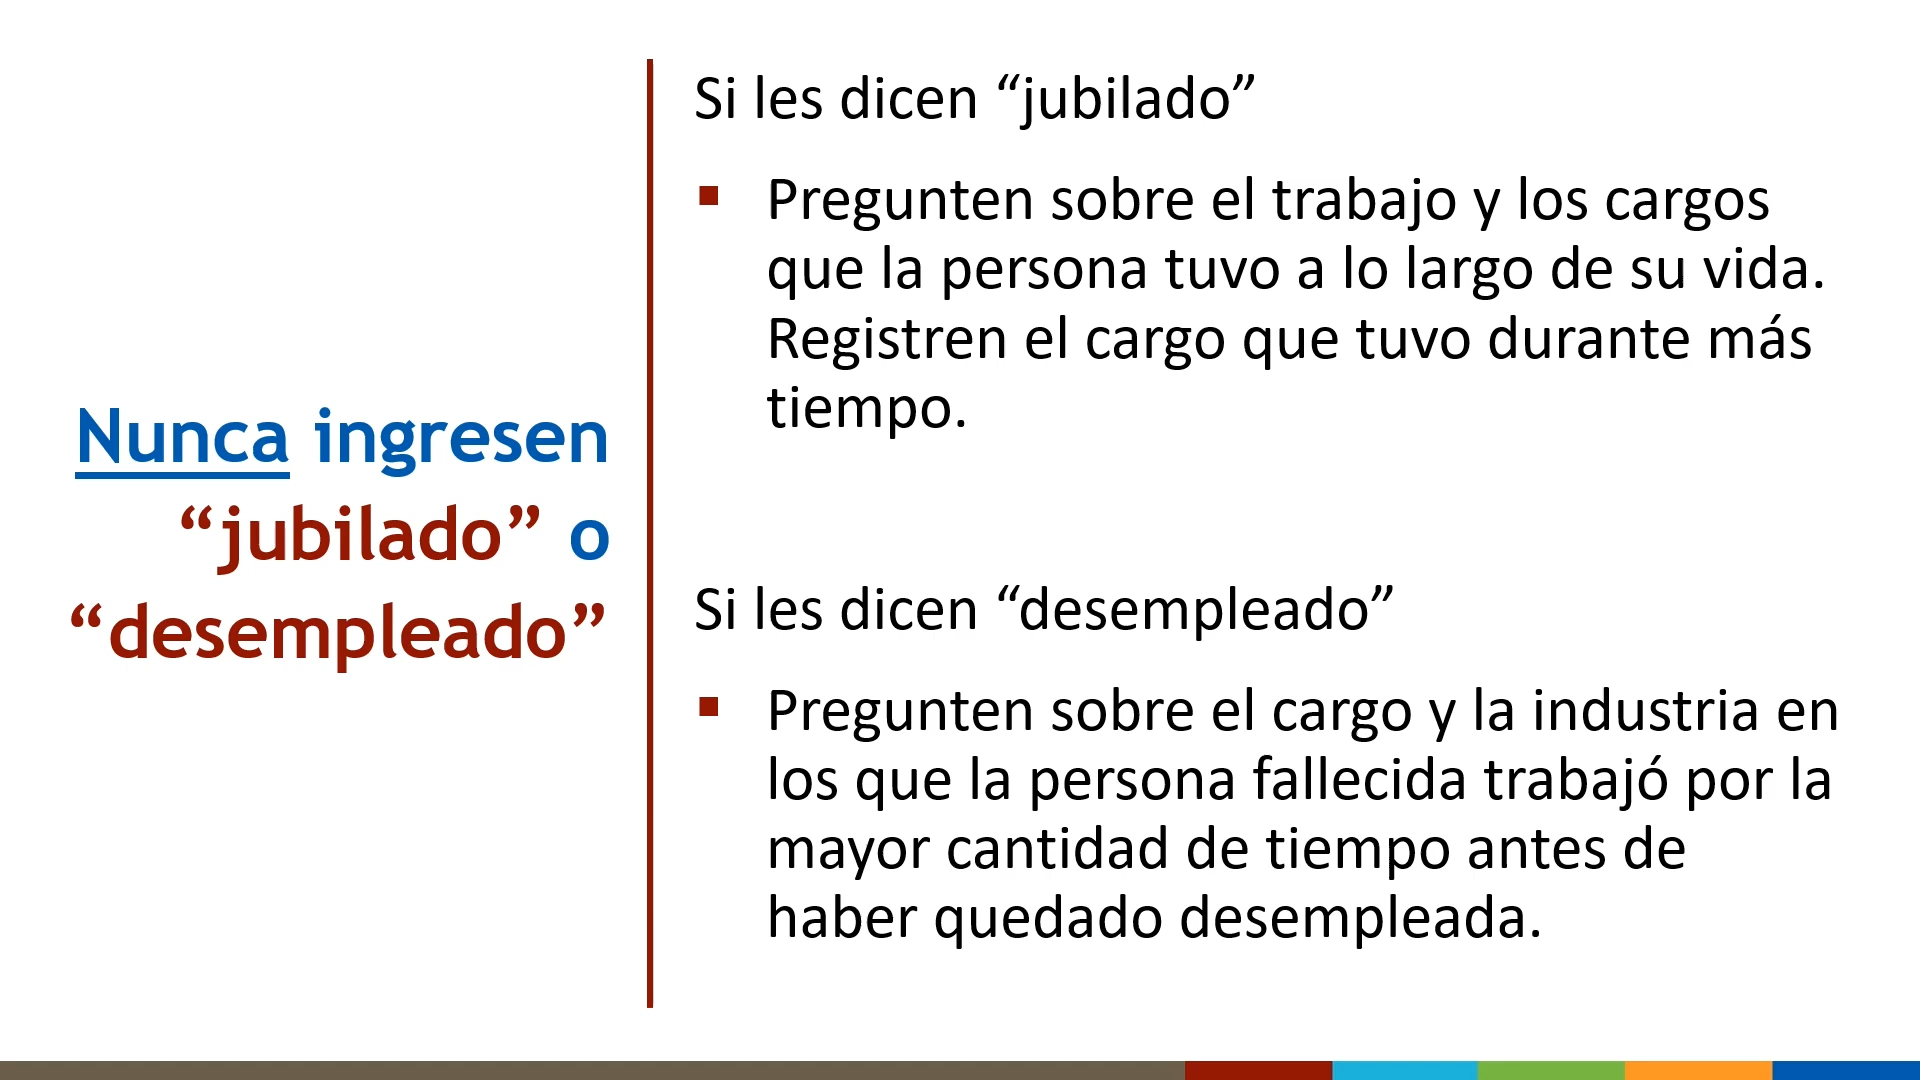 Nunca ingresen
“jubilado” o
“desempleado”
Si les dicen “jubilado”
▪ Pregunten sobre el trabajo y los cargos
que la persona tuvo a lo largo de su vida.
Registren el cargo que tuvo durante más
tiempo.
Si les dicen “desempleado”
▪ Pregunten sobre el cargo y la industria en
los que la persona fallecida trabajó por la
mayor cantidad de tiempo antes de
haber quedado desempleada.